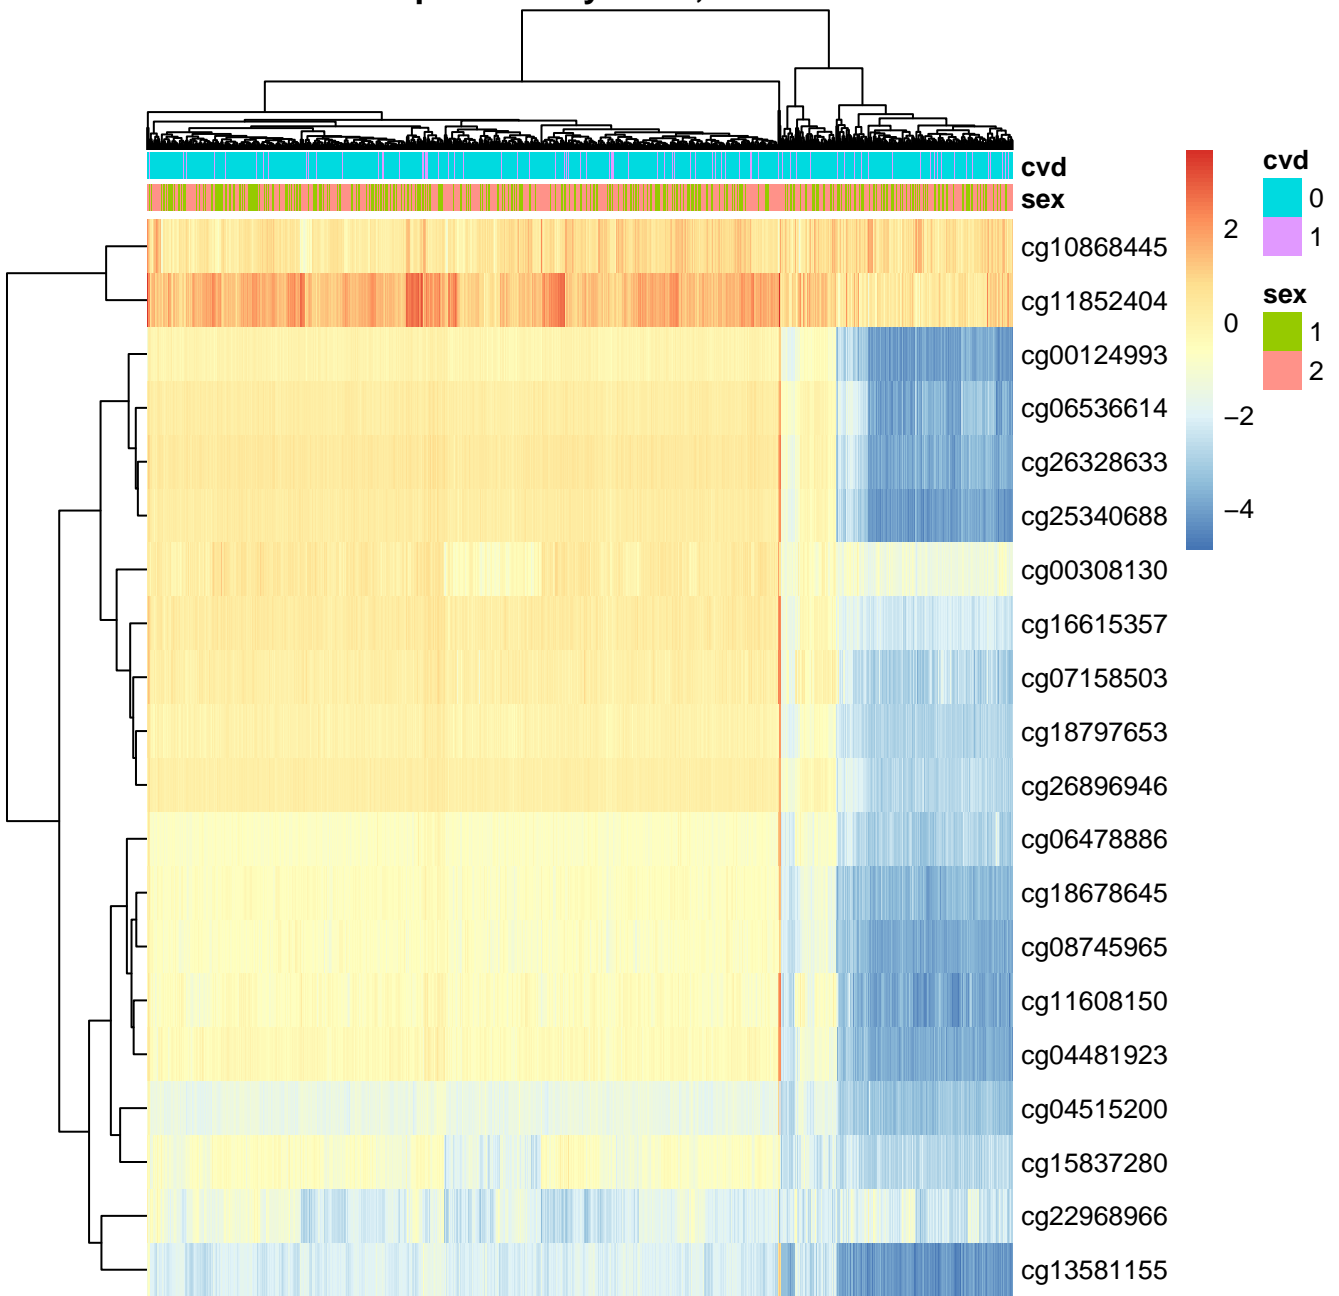 cvd
sex
cg10868445
cg11852404
cg00124993
cg06536614
cg26328633
cg25340688
cg00308130
cg16615357
cg07158503
cg18797653
cg26896946
cg06478886
cg18678645
cg08745965
cg11608150
cg04481923
cg04515200
cg15837280
cg22968966
cg13581155
2
0
−2
−4
cvd
0
1
sex
1
2